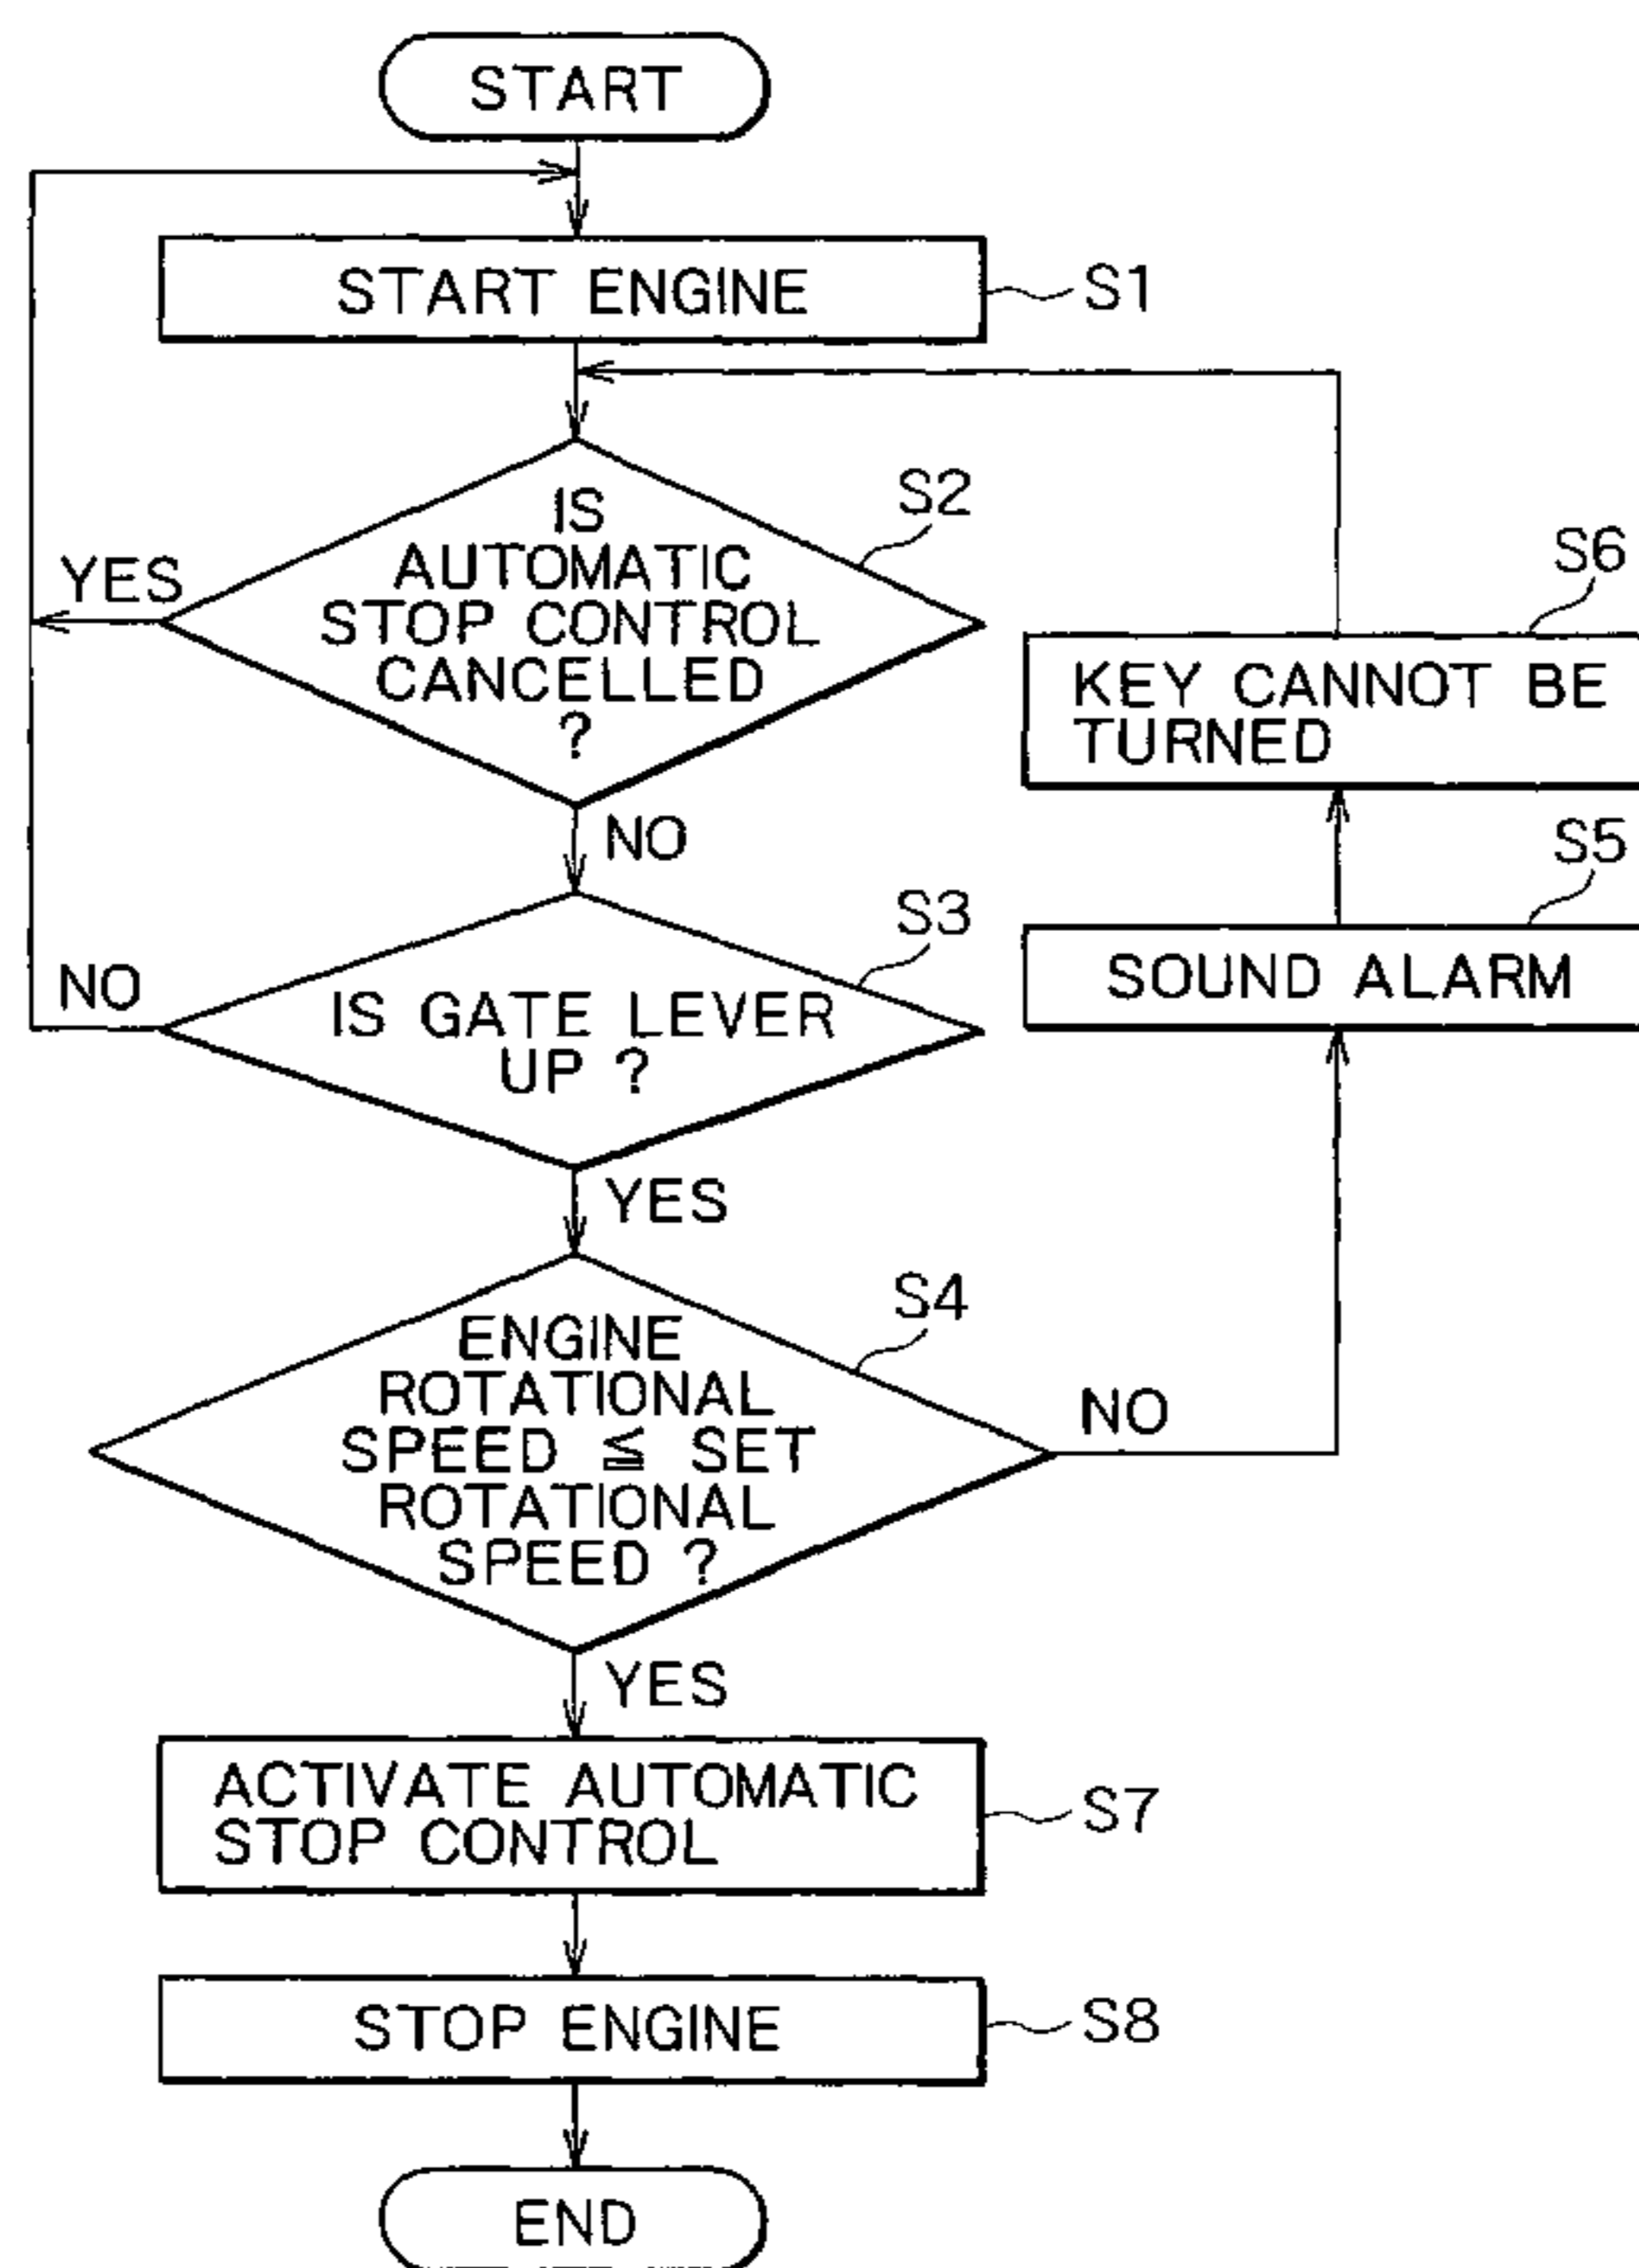 START
START ENGINE
S1
IS
AUTOMATIC
STOP CONTROL
CANCELLED
?
S2
YES
NO
S6
KEY CANNOT BE
TURNED
S5
SOUND ALARM
S3
IS GATE LEVER
UP ?
NO
YES
S4
ENGINE
ROTATIONAL
SPEED ≦ SET
ROTATIONAL
SPEED ?
NO
YES
ACTIVATE AUTOMATIC
STOP CONTROL
S7
STOP ENGINE
S8
END